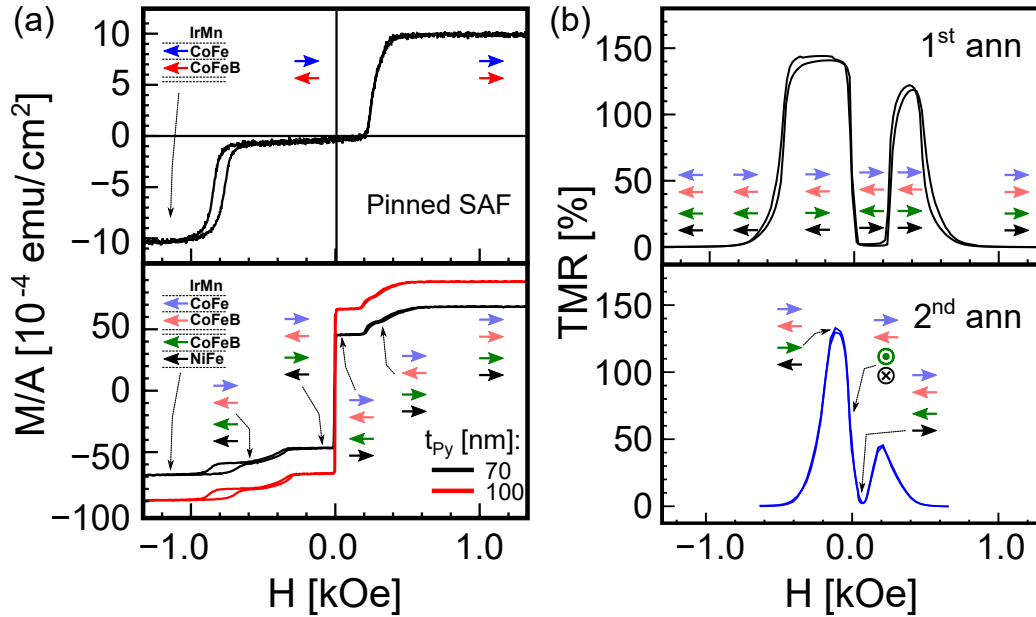 (a)
M/A [10⁻⁴ emu/cm²]
10
5
0
−5
−10
IrMn
CoFe
CoFeB
Pinned SAF
50
0
−50
−100
IrMn
CoFe
CoFeB
CoFeB
NiFe
t_Py [nm]:
70
100
−1.0 0.0 1.0
H [kOe]
(b)
TMR [%]
150
100
50
0
1st ann
150
100
50
0
2nd ann
−1.0 0.0 1.0
H [kOe]